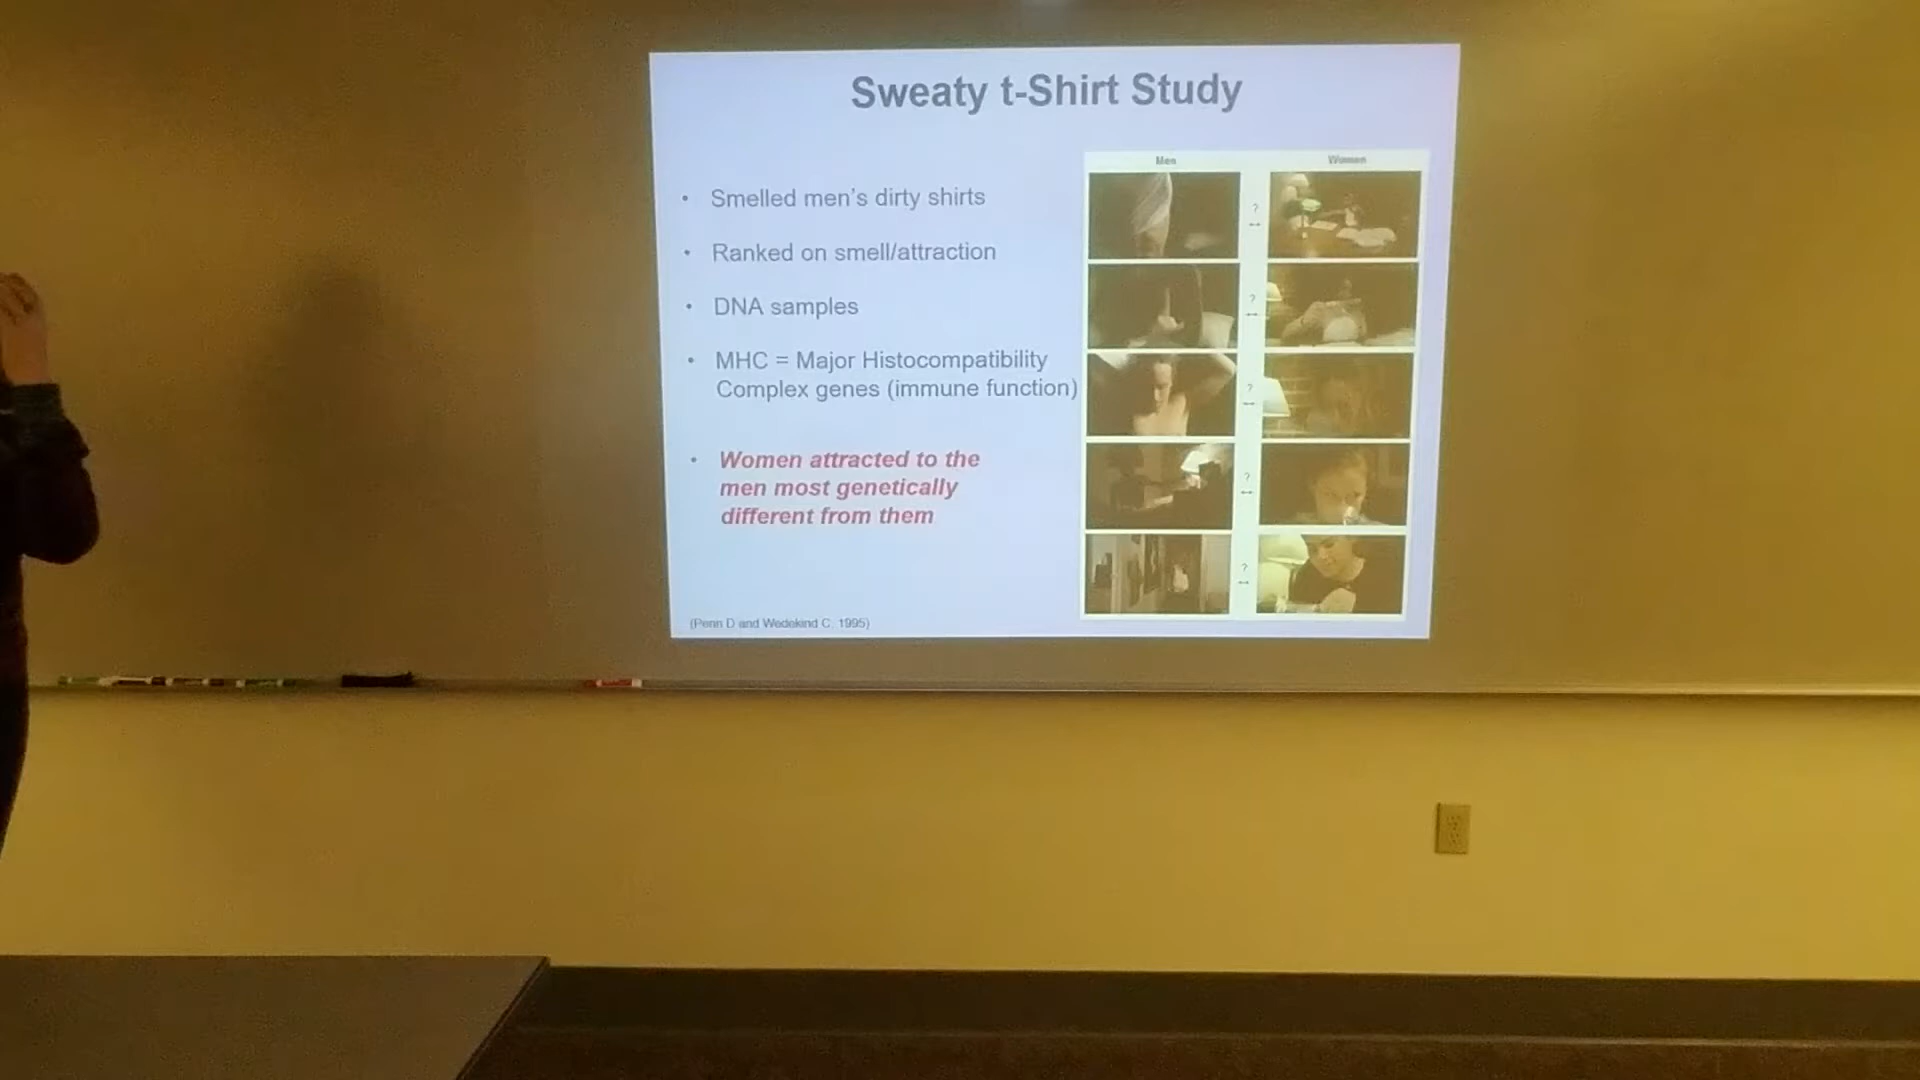 Sweaty t-Shirt Study
Men
Women
• Smelled men's dirty shirts
• Ranked on smell/attraction
• DNA samples
• MHC = Major Histocompatibility
Complex genes (immune function)
• Women attracted to the
men most genetically
different from them
?
↔
?
↔
?
↔
?
↔
?
↔
(Penn D and Wedekind C, 1995)